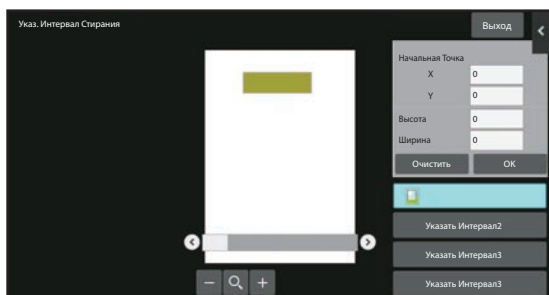 Указ. Интервал Стирания
Выход
Начальная Точка
X 0
Y 0
Высота 0
Ширина 0
Очистить OK
Указать Интервал2
Указать Интервал3
Указать Интервал3